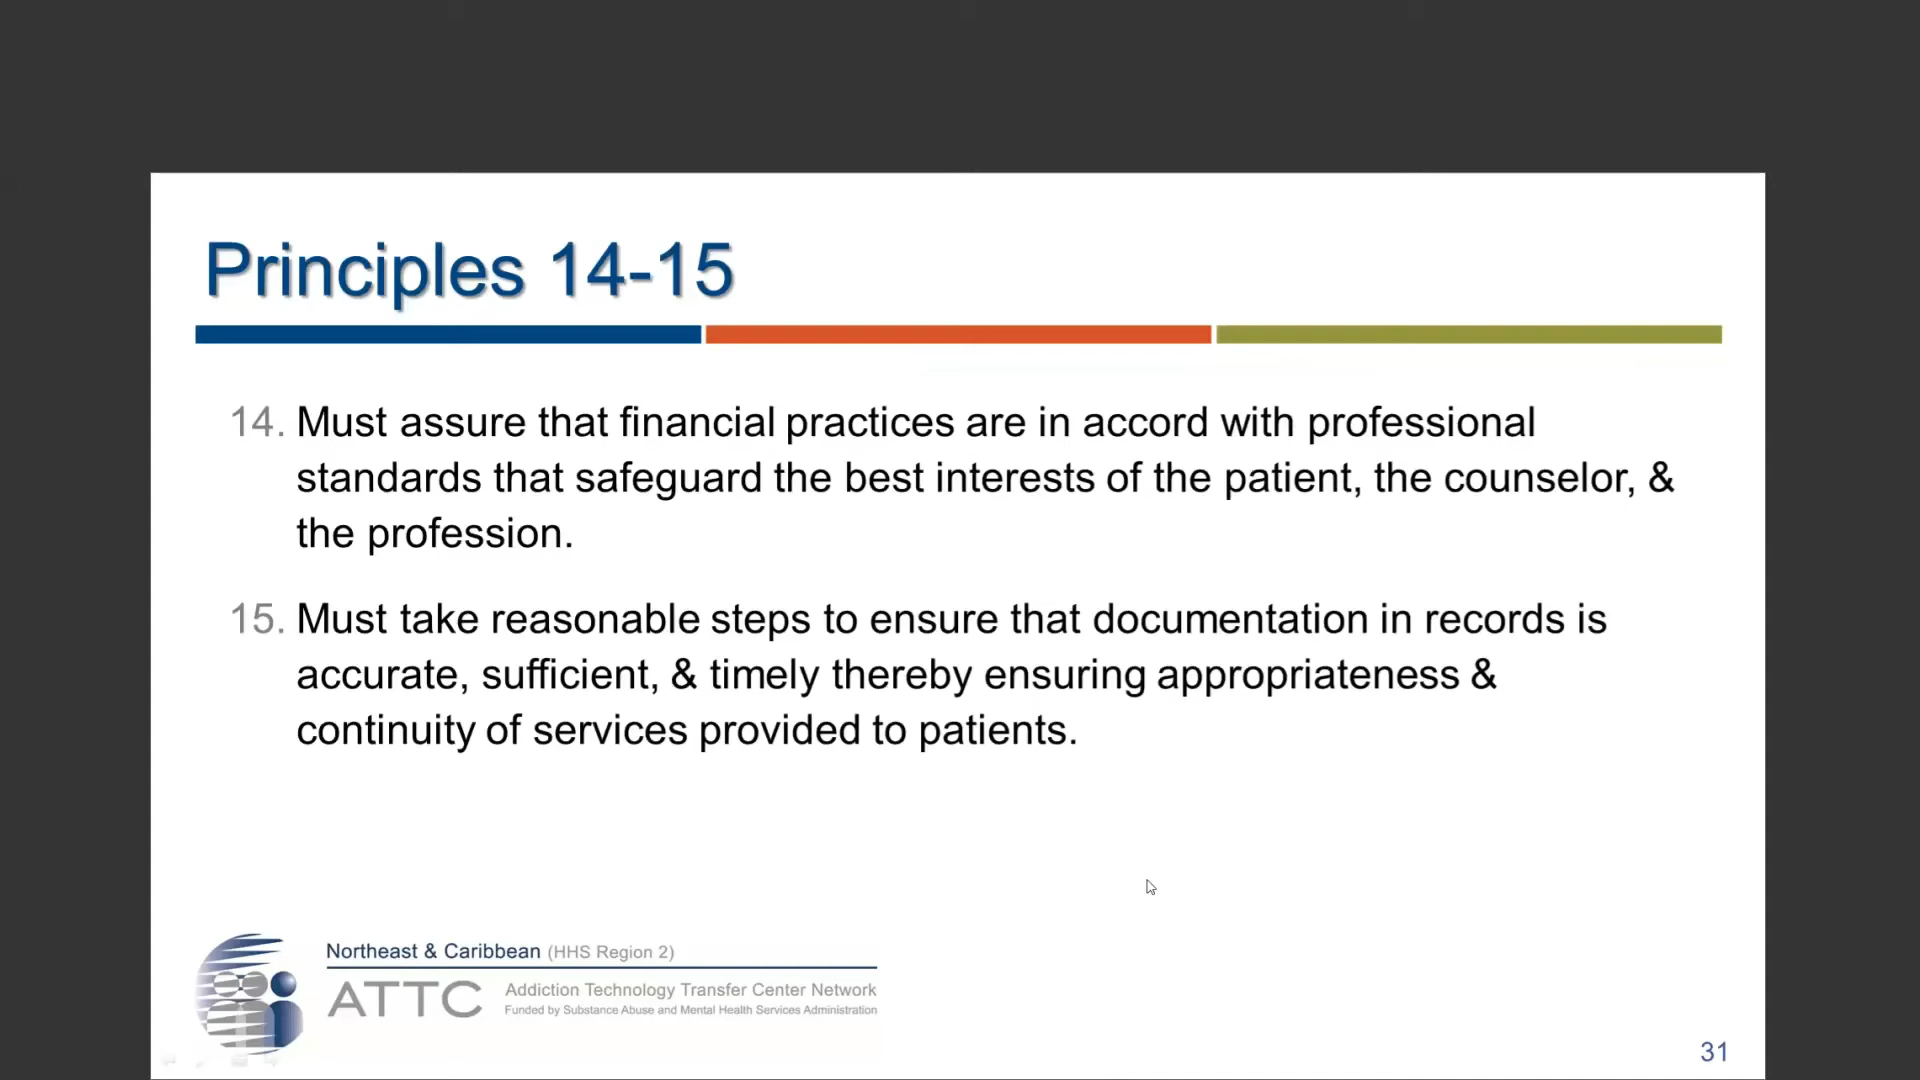 Principles 14-15
14. Must assure that financial practices are in accord with professional
standards that safeguard the best interests of the patient, the counselor, &
the profession.
15. Must take reasonable steps to ensure that documentation in records is
accurate, sufficient, & timely thereby ensuring appropriateness &
continuity of services provided to patients.
Northeast & Caribbean (HHS Region 2)
ATTC
Addiction Technology Transfer Center Network
Funded by Substance Abuse and Mental Health Services Administration
31